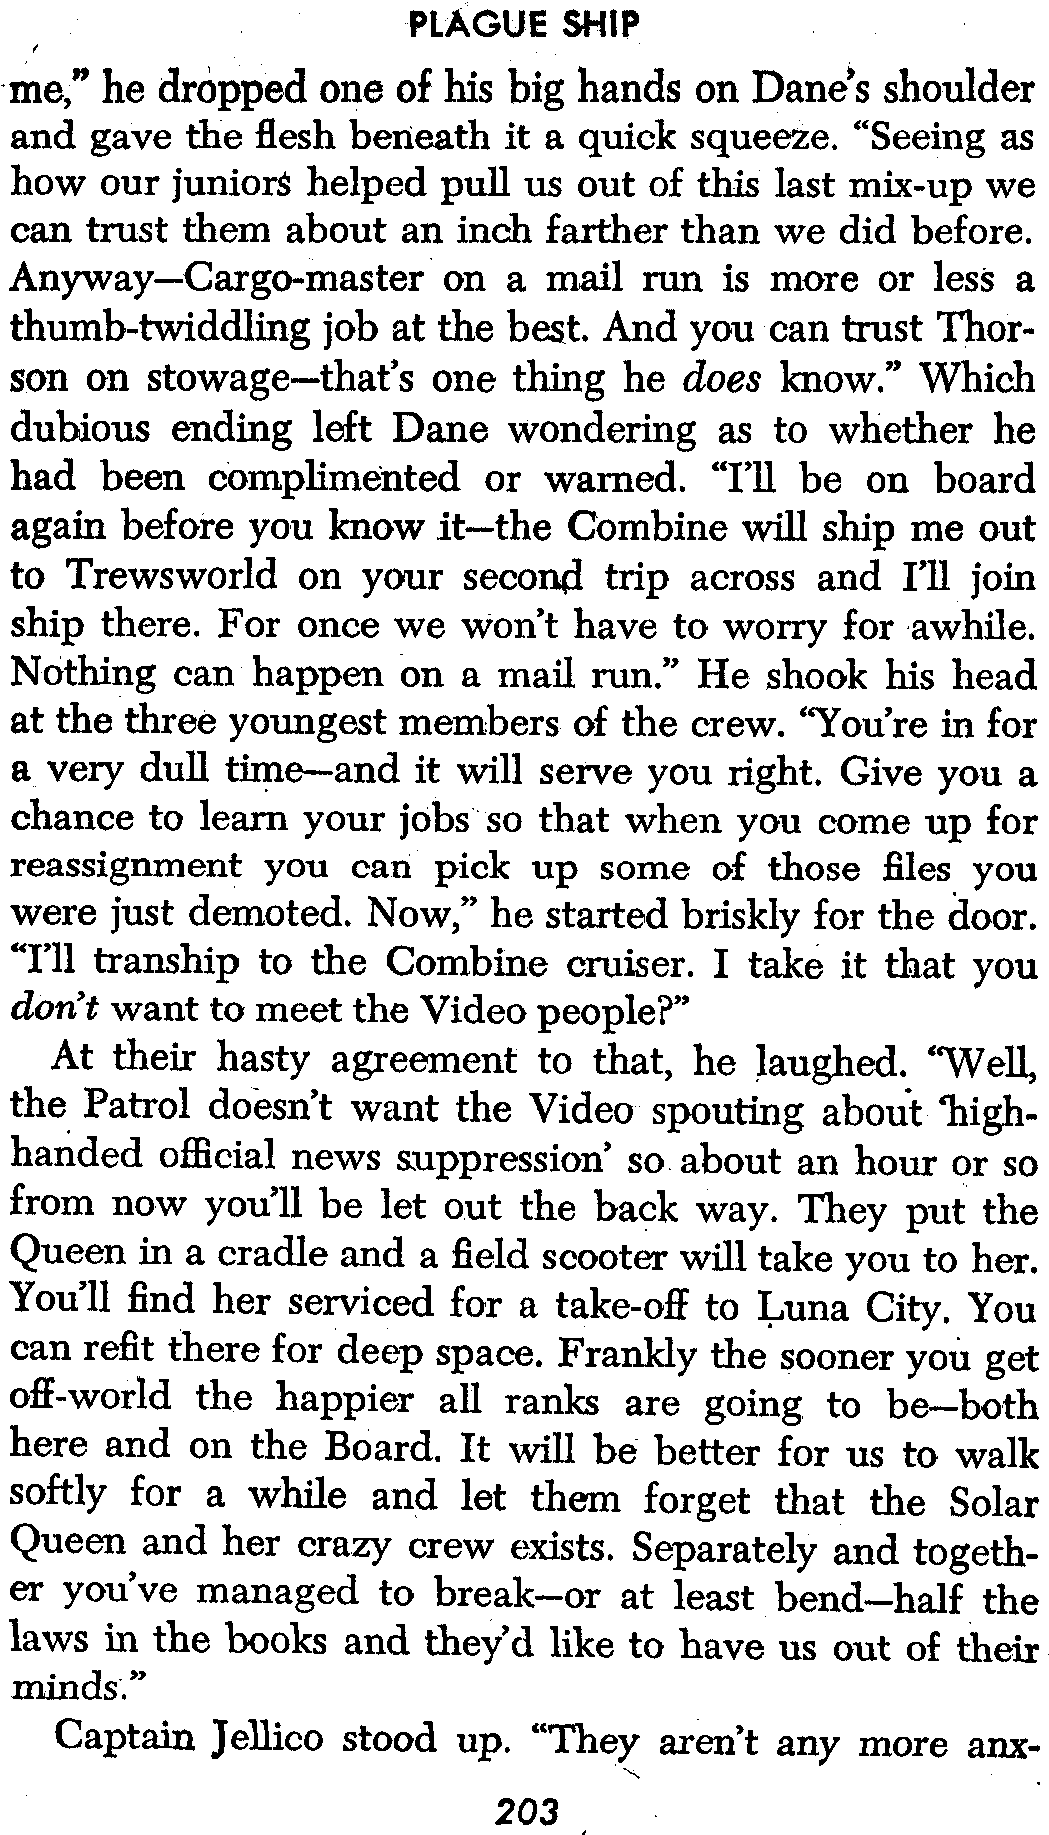 PLAGUE SHIP
me,” he dropped one of his big hands on Dane’s shoulder
and gave the flesh beneath it a quick squeeze. “Seeing as
how our juniors helped pull us out of this last mix-up we
can trust them about an inch farther than we did before.
Anyway—Cargo-master on a mail run is more or less a
thumb-twiddling job at the best. And you can trust Thor-
son on stowage—that’s one thing he does know.” Which
dubious ending left Dane wondering as to whether he
had been complimented or warned. “I’ll be on board
again before you know it—the Combine will ship me out
to Trewsworld on your second trip across and I’ll join
ship there. For once we won’t have to worry for awhile.
Nothing can happen on a mail run.” He shook his head
at the three youngest members of the crew. “You’re in for
a very dull time—and it will serve you right. Give you a
chance to learn your jobs so that when you come up for
reassignment you can pick up some of those files you
were just demoted. Now,” he started briskly for the door.
“I’ll tranship to the Combine cruiser. I take it that you
don’t want to meet the Video people?”
At their hasty agreement to that, he laughed. “Well,
the Patrol doesn’t want the Video spouting about ‘high-
handed official news suppression’ so about an hour or so
from now you’ll be let out the back way. They put the
Queen in a cradle and a field scooter will take you to her.
You’ll find her serviced for a take-off to Luna City. You
can refit there for deep space. Frankly the sooner you get
off-world the happier all ranks are going to be—both
here and on the Board. It will be better for us to walk
softly for a while and let them forget that the Solar
Queen and her crazy crew exists. Separately and togeth-
er you’ve managed to break—or at least bend—half the
laws in the books and they’d like to have us out of their
minds.”
Captain Jellico stood up. “They aren’t any more anx-
203